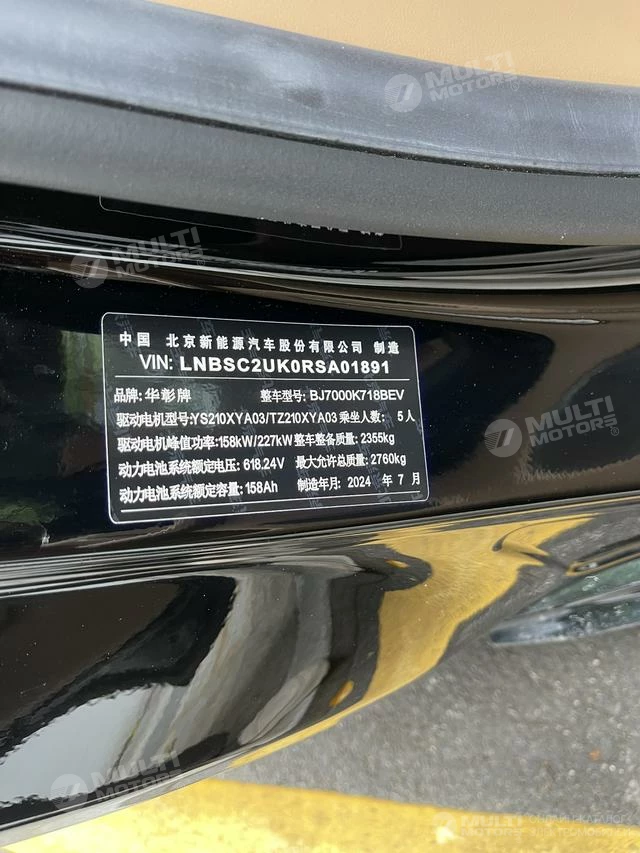 MULTI
MOTORS
MULTI
MOTORS
中国 北京新能源汽车股份有限公司 制造
VIN: LNBSC2UK0RSA01891
品牌: 华彰牌 整车型号: BJ7000K718BEV
驱动电机型号: YS210XYA03/TZ210XYA03 乘坐人数: 5人
驱动电机峰值功率: 158kW/227kW 整车整备质量: 2355kg
动力电池系统额定电压: 618.24V 最大允许总质量: 2760kg
动力电池系统额定容量: 158Ah 制造年月: 2024 年 7 月
MULTI
MOTORS
MULTI
MOTORS
MULTI
MOTORS